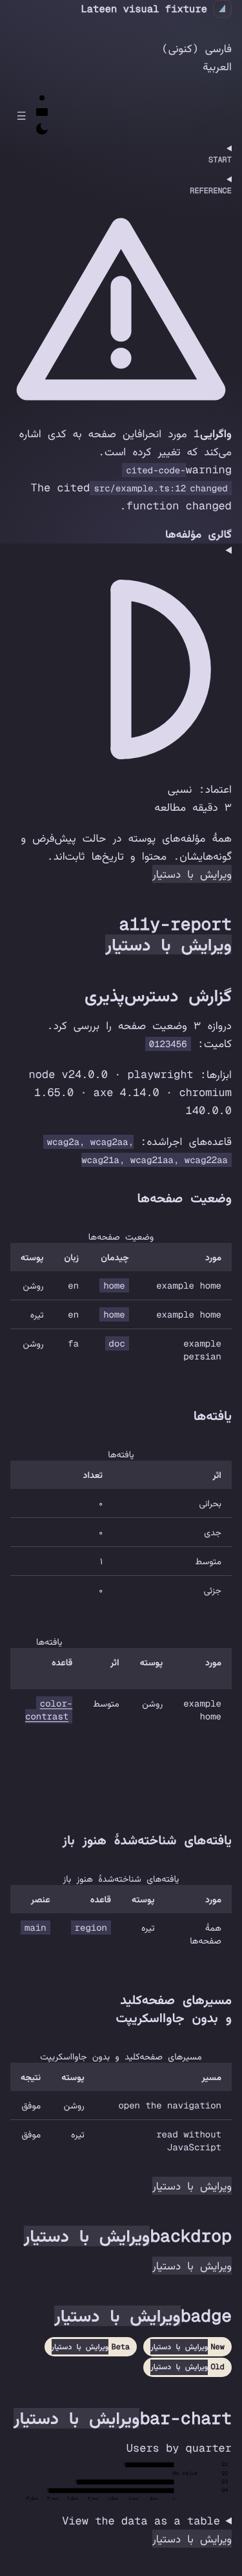 Lateen visual fixture
فارسی (کنونی)
العربية
START
REFERENCE
واگرایی1 مورد انحرافاین صفحه به کدی اشاره
می‌کند که تغییر کرده است.
cited-code-warning
The cited src/example.ts:12 changed
function changed.
گالری مؤلفه‌ها
اعتماد: نسبی
۳ دقیقه مطالعه
همهٔ مؤلفه‌های پوسته در حالت پیش‌فرض و
گونه‌هایشان. محتوا و تاریخ‌ها ثابت‌اند.
ویرایش با دستیار
a11y-report
ویرایش با دستیار
گزارش دسترس‌پذیری
دروازه ۳ وضعیت صفحه را بررسی کرد.
کامیت: 0123456
ابزارها: node v24.0.0 · playwright
1.65.0 · axe 4.14.0 · chromium
140.0.0
قاعده‌های اجراشده: wcag2a, wcag2aa,
wcag21a, wcag21aa, wcag22aa
وضعیت صفحه‌ها
وضعیت صفحه‌ها
مورد چیدمان زبان پوسته
example home home en روشن
example home home en تیره
example doc fa روشن
persian
یافته‌ها
یافته‌ها
اثر تعداد
بحرانی ۰
جدی ۰
متوسط ۱
جزئی ۰
یافته‌ها
مورد پوسته اثر قاعده
example روشن متوسط color-
home contrast
یافته‌های شناخته‌شدهٔ هنوز باز
یافته‌های شناخته‌شدهٔ هنوز باز
مورد پوسته قاعده عنصر
همهٔ تیره region main
صفحه‌ها
مسیرهای صفحه‌کلید
و بدون جاوااسکریپت
مسیرهای صفحه‌کلید و بدون جاوااسکریپت
مسیر پوسته نتیجه
open the navigation روشن موفق
read without تیره موفق
JavaScript
ویرایش با دستیار
backdropویرایش با دستیار
ویرایش با دستیار
badgeویرایش با دستیار
New ویرایش با دستیار Beta ویرایش با دستیار
Old ویرایش با دستیار
bar-chartویرایش با دستیار
Users by quarter
View the data as a table
ویرایش با دستیار